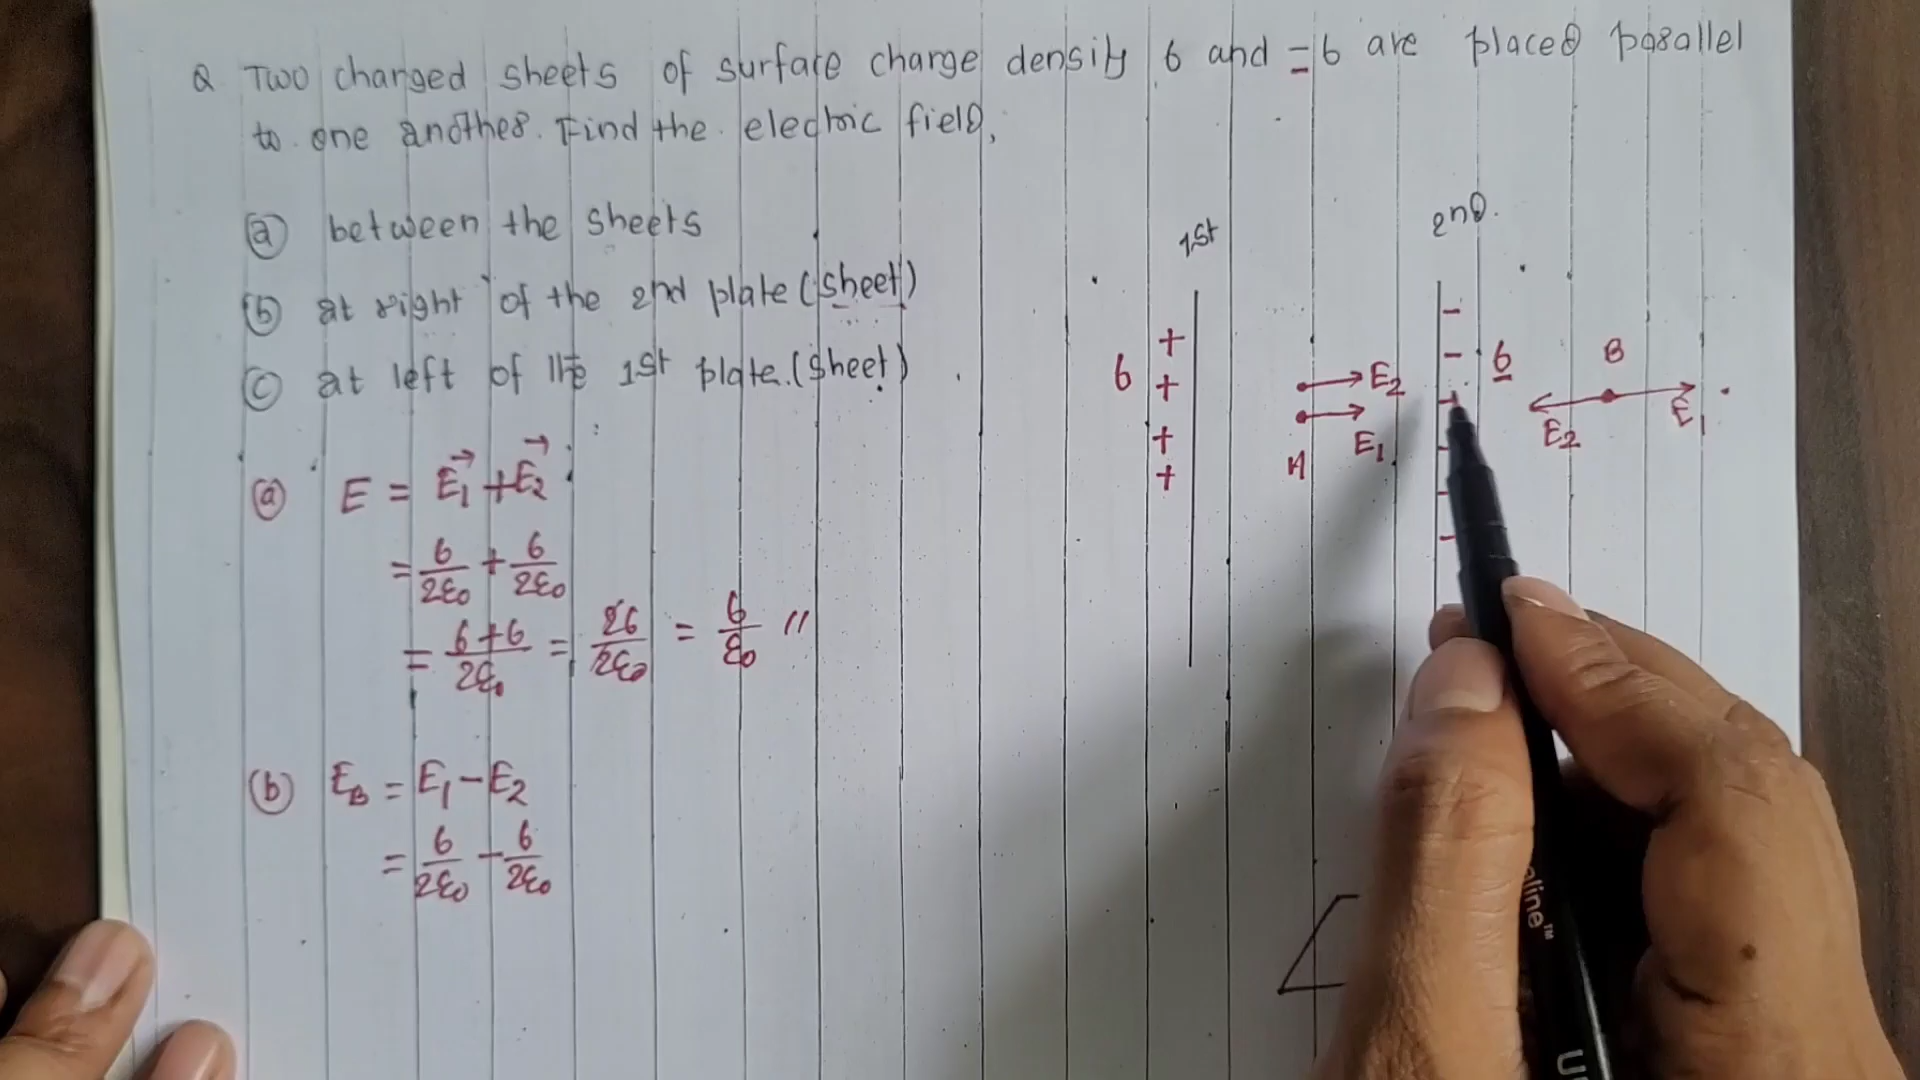 Q Two charged sheets of surface charge density 6 and -6 are placed parallel
to one another. Find the electric field,
(a) between the sheets
(b) at right of the 2nd plate (sheet)
(c) at left of the 1st plate. (sheet)
1st
2nd.
6
+
+
+
+
E2
E1
A
-
-
-
-
-
-
6
B
E2
E1
(a) E = E1→ + E2→
= 6/2ε0 + 6/2ε0
= 6+6/2ε0 = 26/2ε0 = 6/ε0 //
(b) EB = E1 - E2
= 6/2ε0 - 6/2ε0
eline™